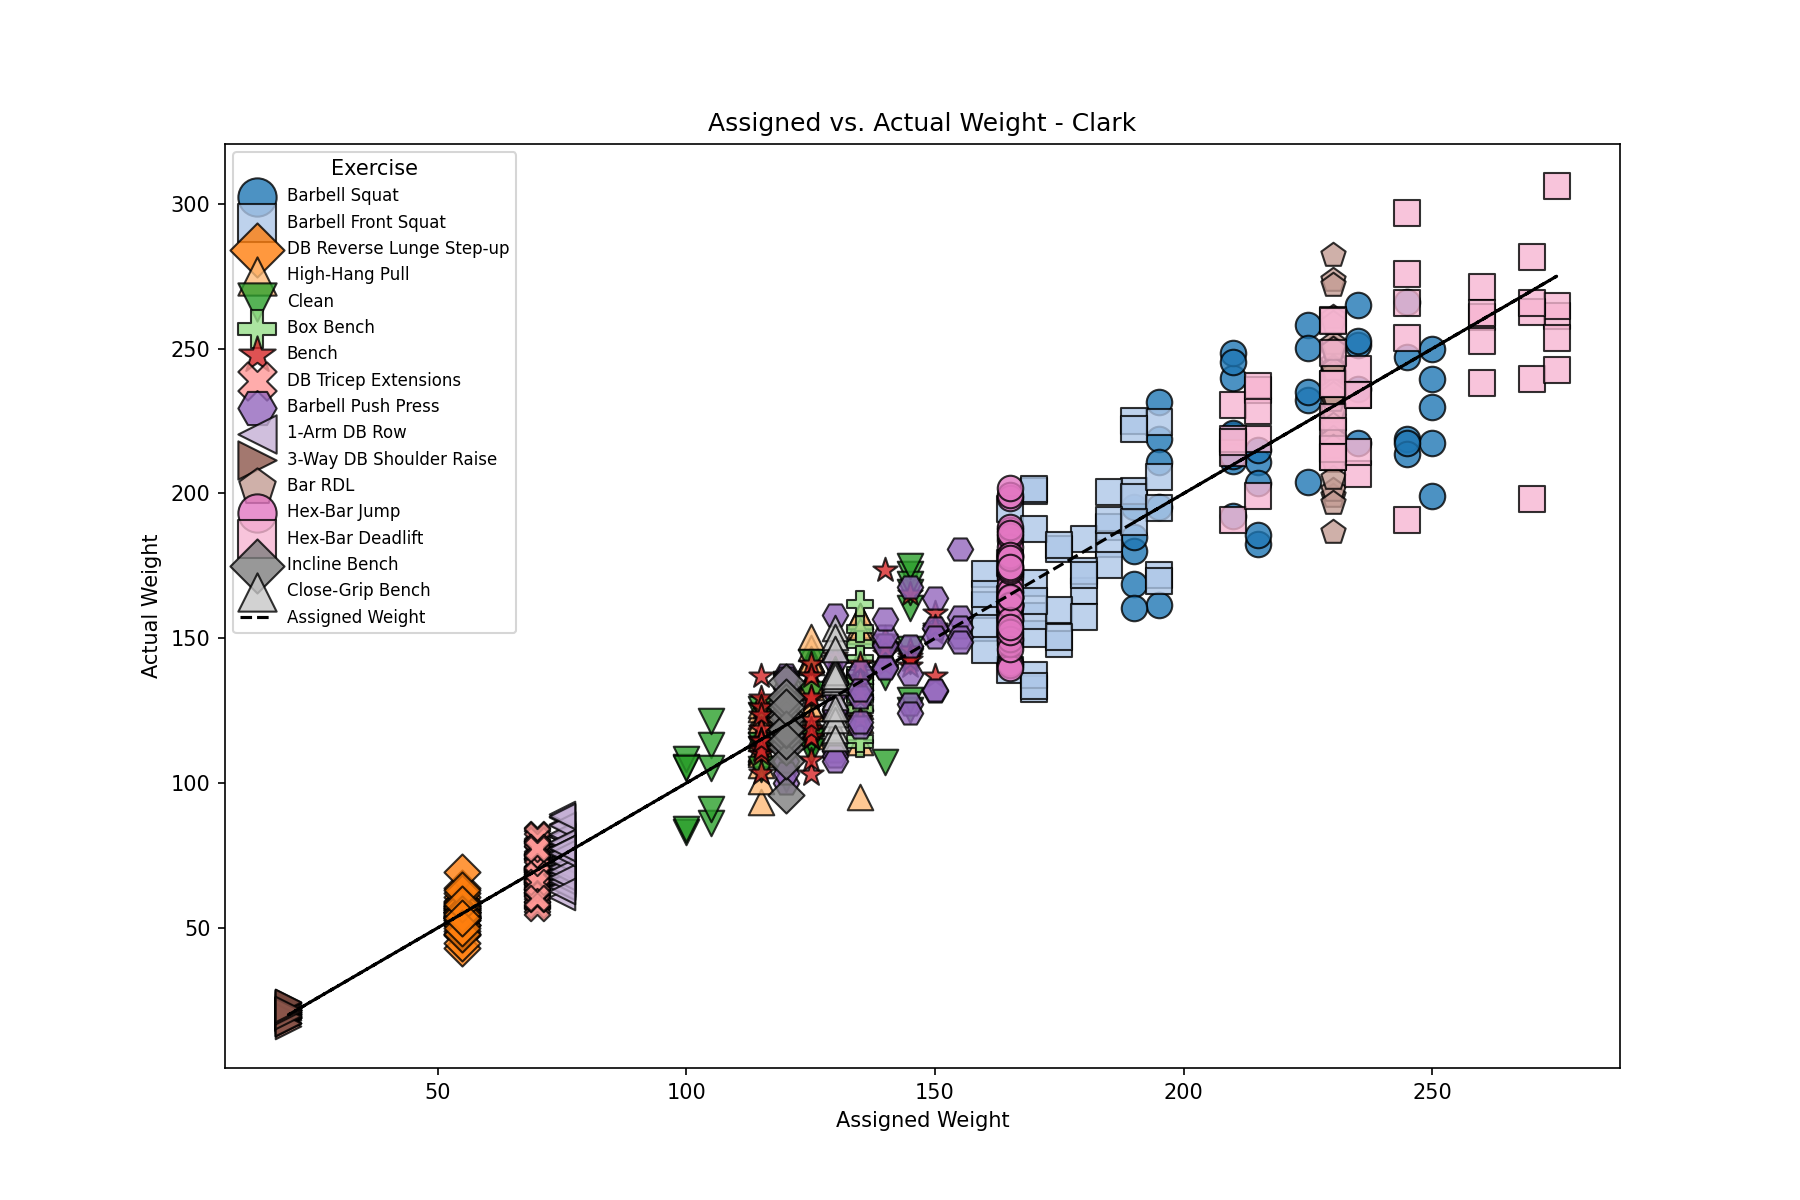 Assigned vs. Actual Weight - Clark
Exercise
Barbell Squat
Barbell Front Squat
DB Reverse Lunge Step-up
High-Hang Pull
Clean
Box Bench
Bench
DB Tricep Extensions
Barbell Push Press
1-Arm DB Row
3-Way DB Shoulder Raise
Bar RDL
Hex-Bar Jump
Hex-Bar Deadlift
Incline Bench
Close-Grip Bench
Assigned Weight
Actual Weight
300
250
200
150
100
50
50 100 150 200 250
Assigned Weight